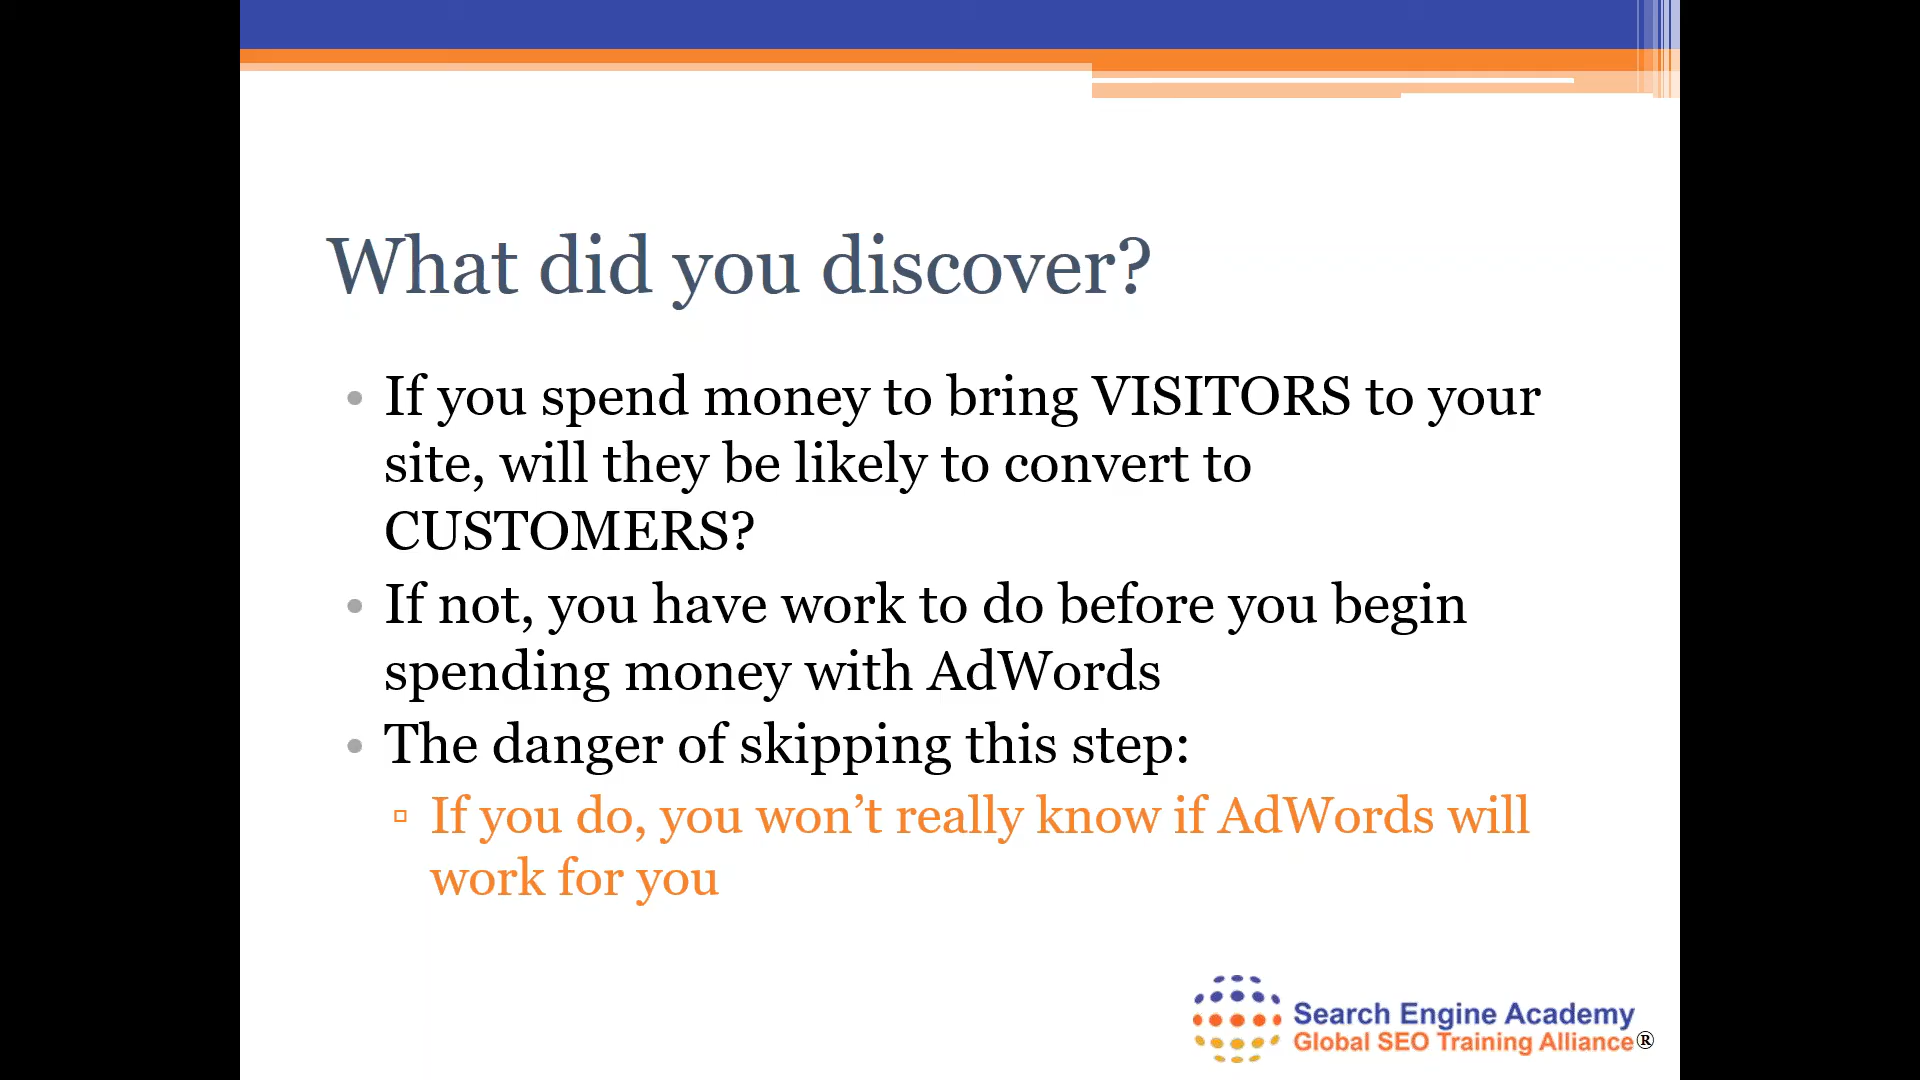 What did you discover?
• If you spend money to bring VISITORS to your
site, will they be likely to convert to
CUSTOMERS?
• If not, you have work to do before you begin
spending money with AdWords
• The danger of skipping this step:
▫ If you do, you won’t really know if AdWords will
work for you
Search Engine Academy
Global SEO Training Alliance®